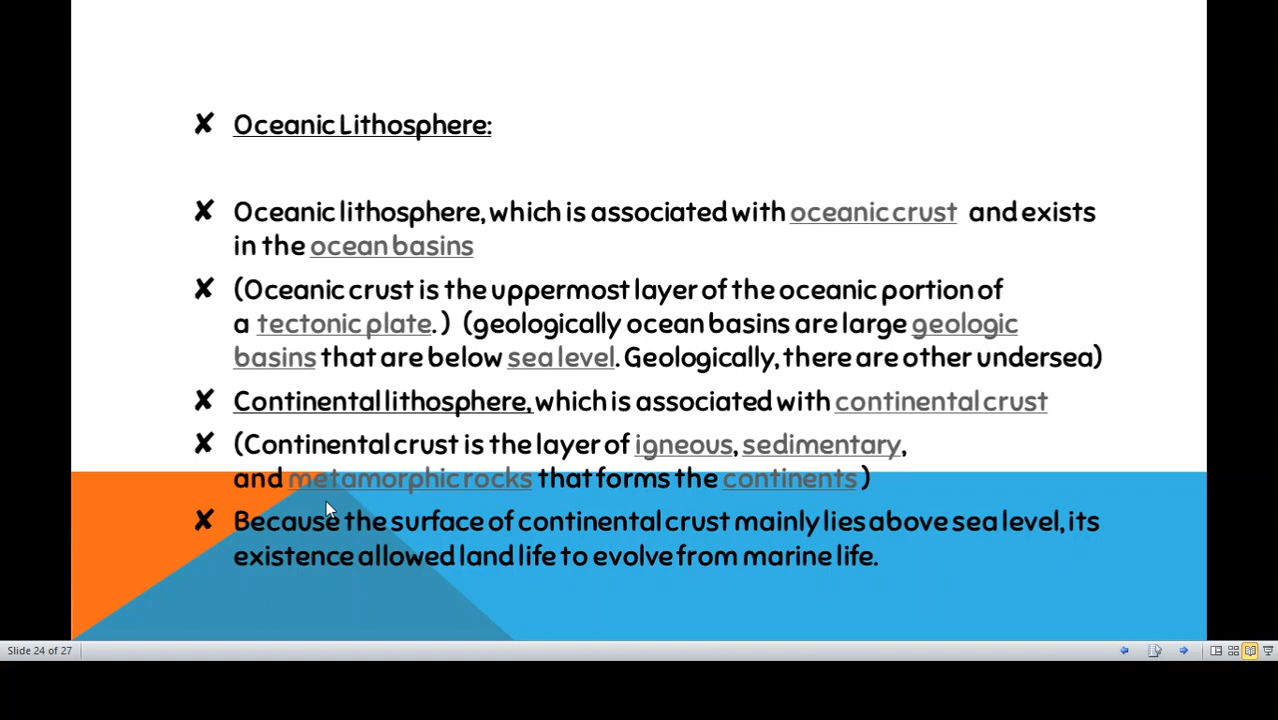 ✘ Oceanic Lithosphere:
✘ Oceanic lithosphere, which is associated with oceanic crust and exists
in the ocean basins
✘ (Oceanic crust is the uppermost layer of the oceanic portion of
a tectonic plate. ) (geologically ocean basins are large geologic
basins that are below sea level. Geologically, there are other undersea)
✘ Continental lithosphere, which is associated with continental crust
✘ (Continental crust is the layer of igneous, sedimentary,
and metamorphic rocks that forms the continents )
✘ Because the surface of continental crust mainly lies above sea level, its
existence allowed land life to evolve from marine life.
Slide 24 of 27